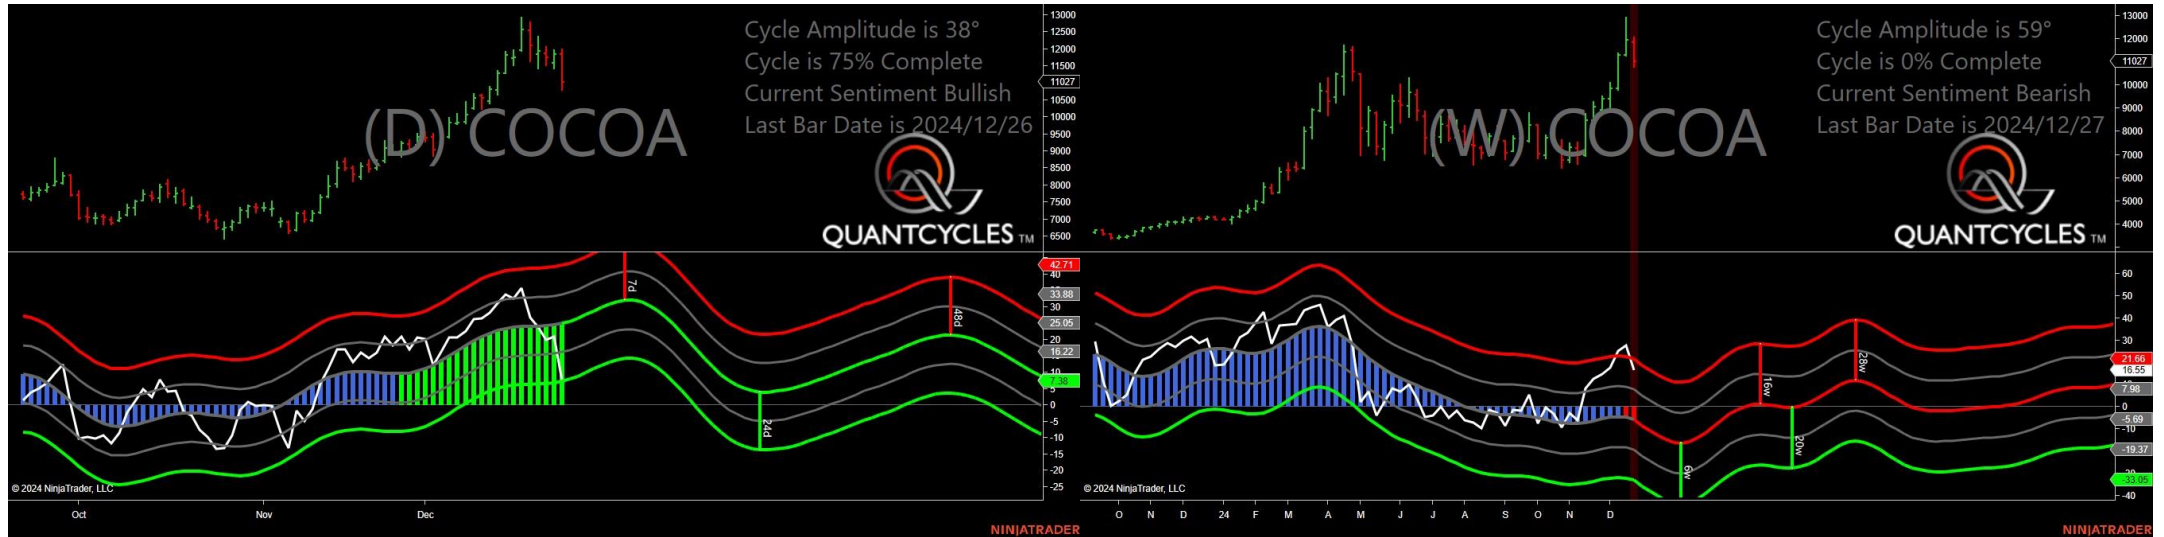 Cycle Amplitude is 38°
Cycle is 75% Complete
Current Sentiment Bullish
Last Bar Date is 2024/12/26
(D) COCOA
QUANTCYCLES TM
13000
12500
12000
11500
11027
10500
10000
9500
9000
8500
8000
7500
7000
6500
42.71
40
33.88
30
25.05
20
16.22
7.38
0
-5
-10
-15
-20
-25
7d
24d
48d
© 2024 NinjaTrader, LLC
Oct
Nov
Dec
NINJATRADER
Cycle Amplitude is 59°
Cycle is 0% Complete
Current Sentiment Bearish
Last Bar Date is 2024/12/27
(W) COCOA
QUANTCYCLES TM
13000
12000
11027
10000
9000
8000
7000
6000
5000
4000
60
50
40
30
21.66
16.55
7.98
0
-5.69
-10
-19.37
-33.05
-40
6w
16w
20w
28w
© 2024 NinjaTrader, LLC
O N D 24 F M A M J J A S O N D
NINJATRADER